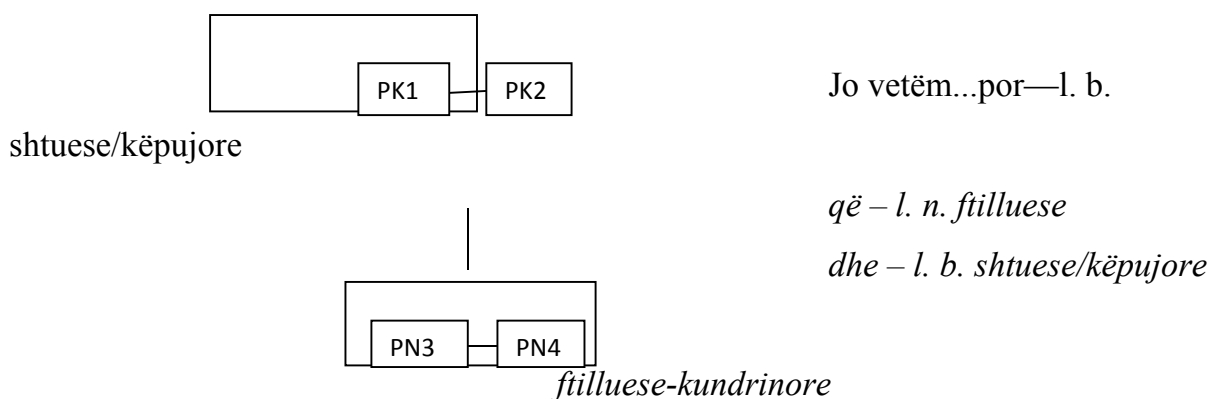 PK1 PK2 Jo vetëm...por—l. b.
shtuese/këpujore
që – l. n. ftilluese
dhe – l. b. shtuese/këpujore
PN3 PN4
ftilluese-kundrinore